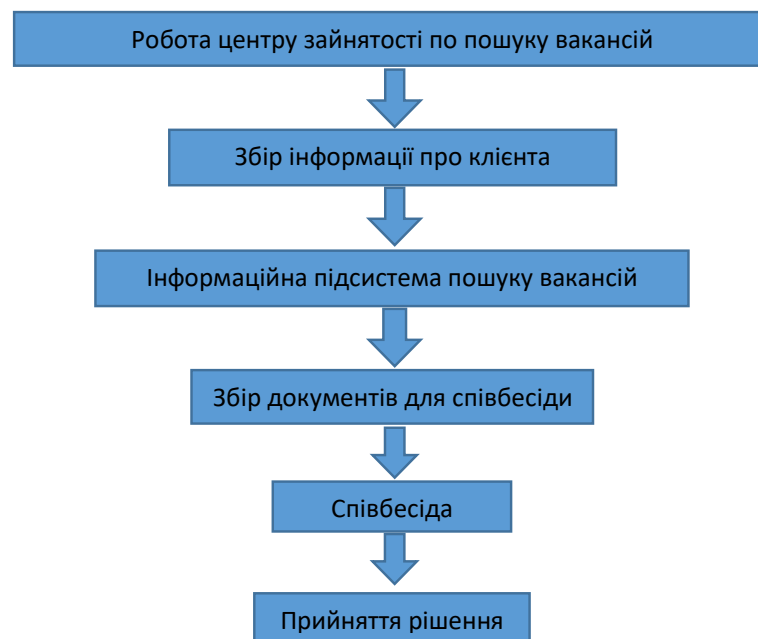 Робота центру зайнятості по пошуку вакансій
Збір інформації про клієнта
Інформаційна підсистема пошуку вакансій
Збір документів для співбесіди
Співбесіда
Прийняття рішення